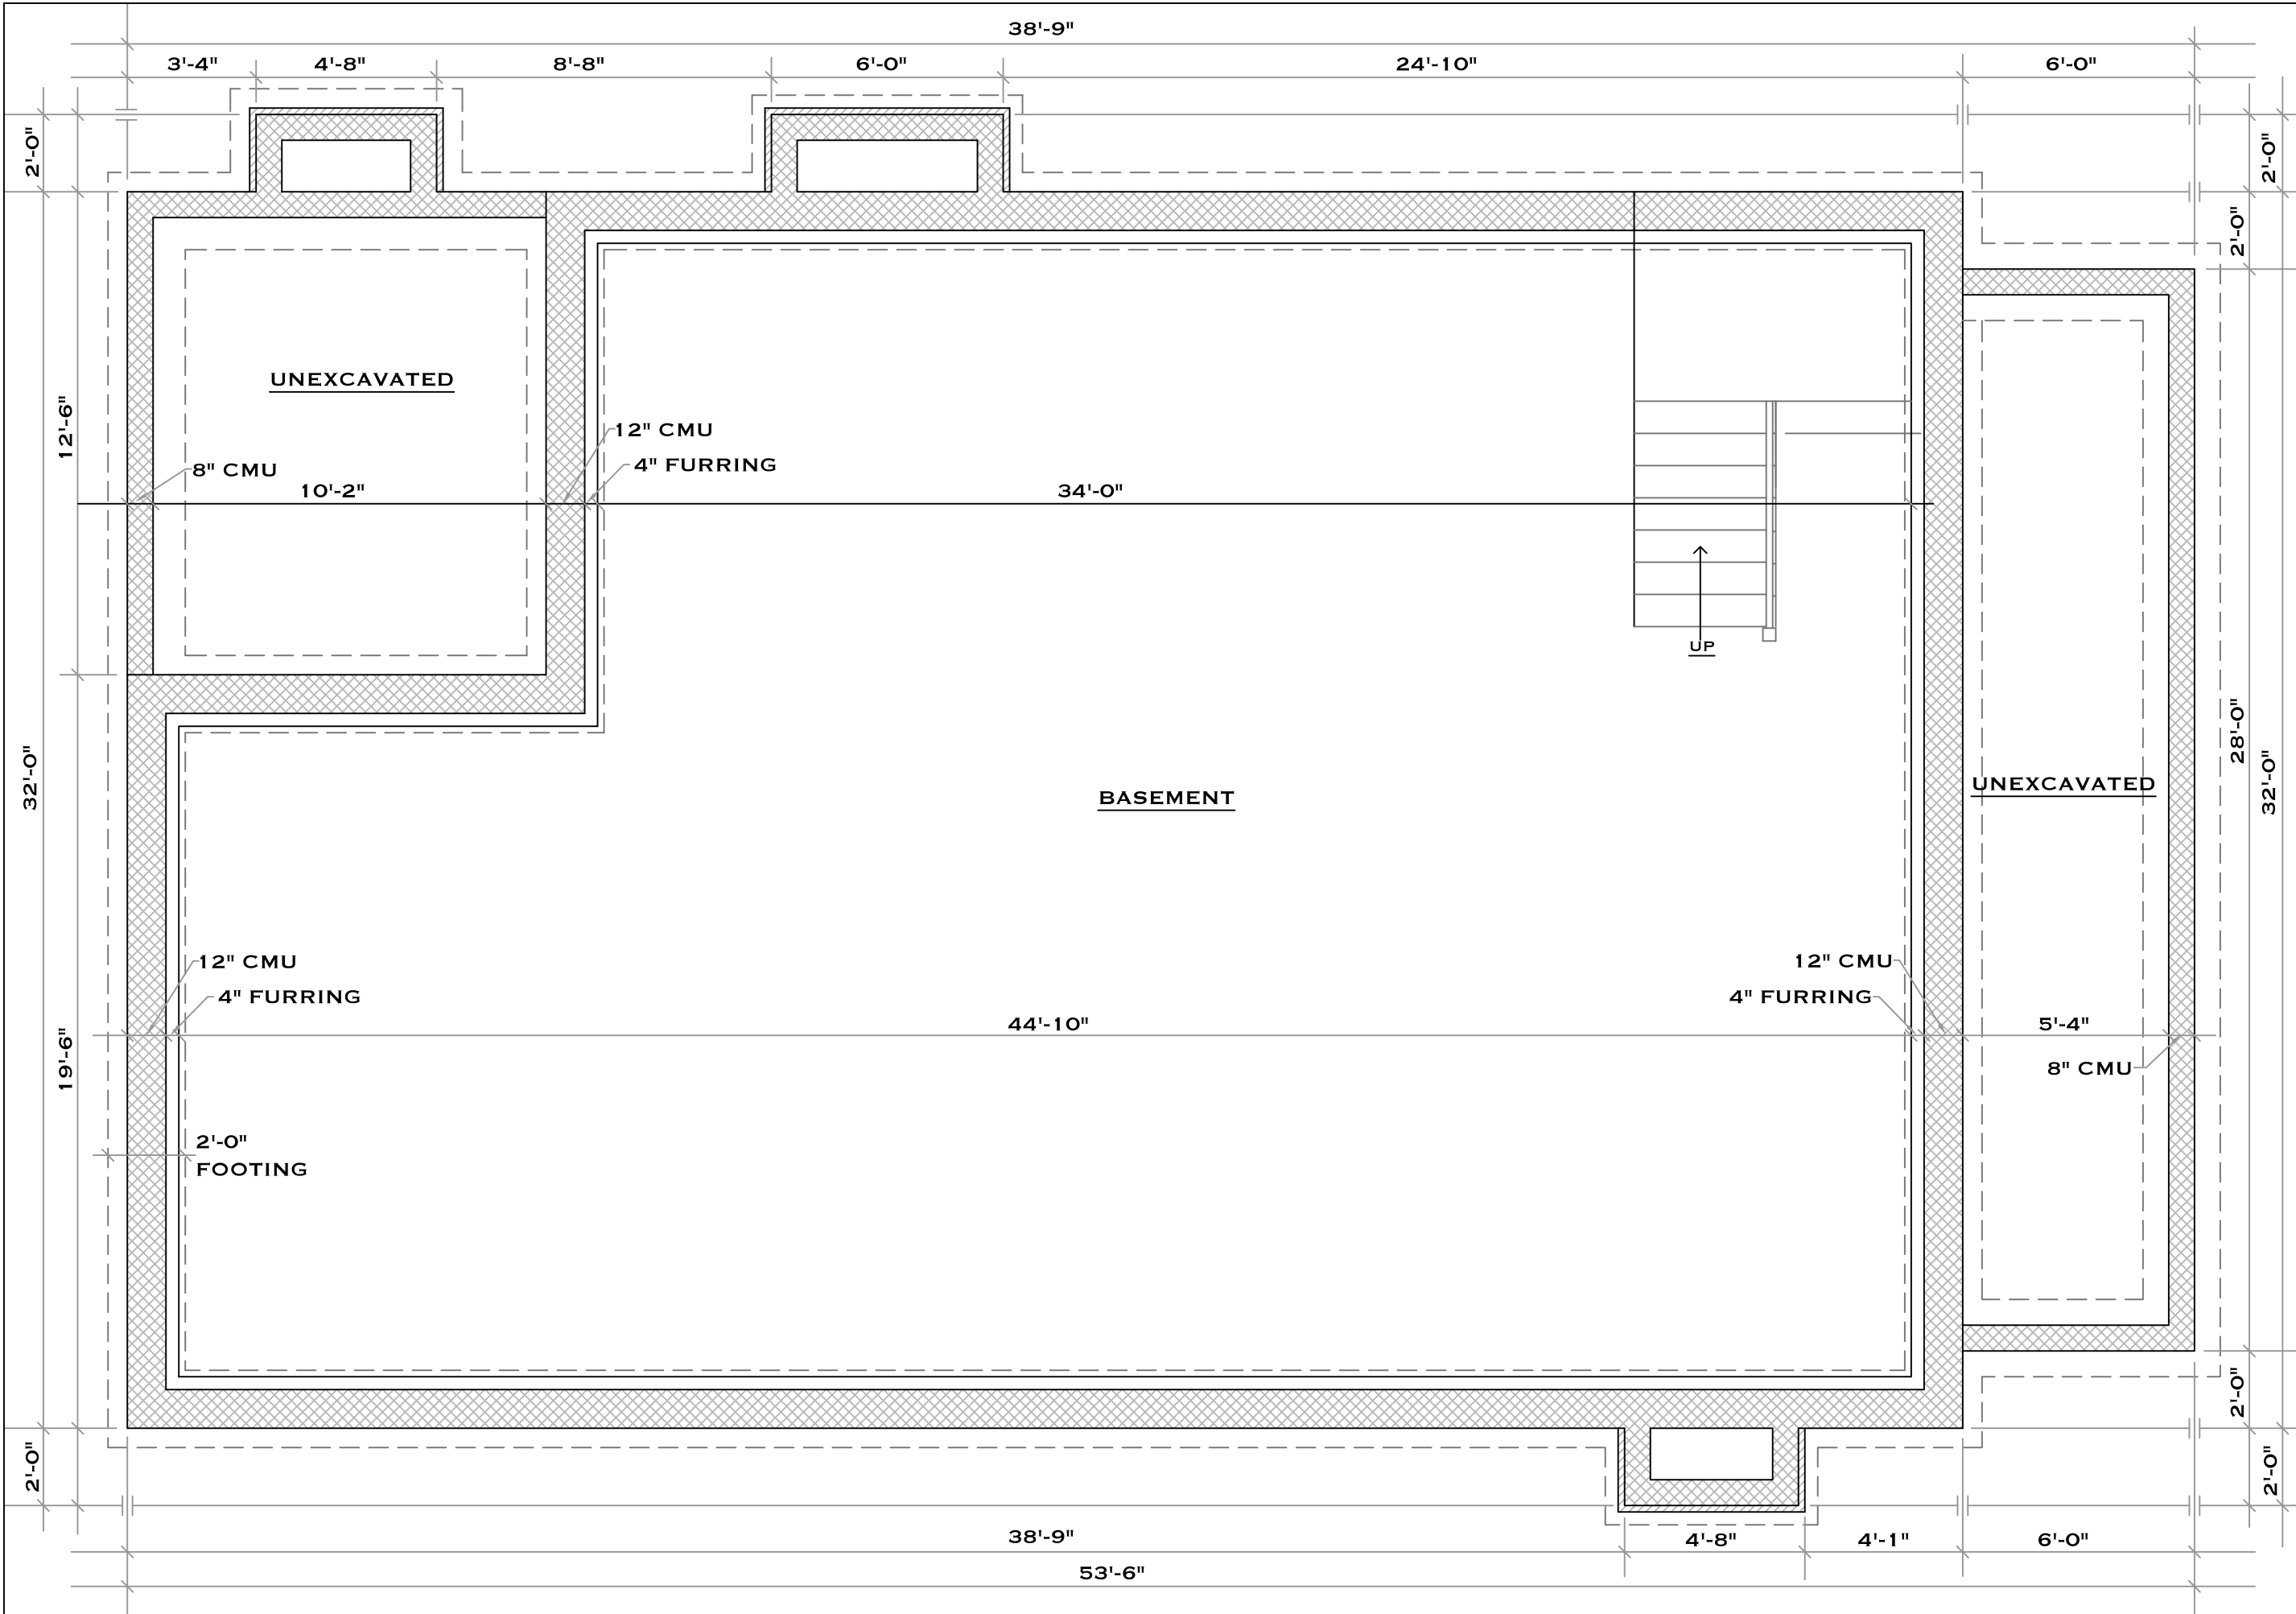 38'-9"
3'-4" 4'-8" 8'-8" 6'-0" 24'-10" 6'-0"
2'-0"
2'-0"
2'-0"
UNEXCAVATED
12'-6"
12" CMU
4" FURRING
8" CMU
10'-2"
34'-0"
UP
32'-0"
28'-0"
32'-0"
BASEMENT
UNEXCAVATED
12" CMU
4" FURRING
12" CMU
4" FURRING
44'-10"
5'-4"
8" CMU
19'-6"
2'-0"
FOOTING
2'-0"
2'-0"
2'-0"
38'-9" 4'-8" 4'-1" 6'-0"
53'-6"